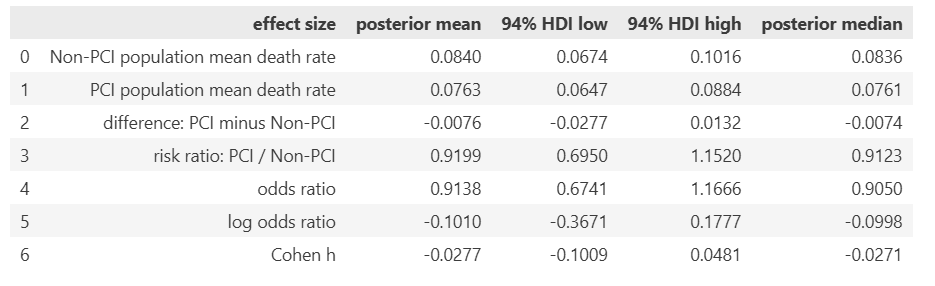 effect size posterior mean 94% HDI low 94% HDI high posterior median
0 Non-PCI population mean death rate 0.0840 0.0674 0.1016 0.0836
1 PCI population mean death rate 0.0763 0.0647 0.0884 0.0761
2 difference: PCI minus Non-PCI -0.0076 -0.0277 0.0132 -0.0074
3 risk ratio: PCI / Non-PCI 0.9199 0.6950 1.1520 0.9123
4 odds ratio 0.9138 0.6741 1.1666 0.9050
5 log odds ratio -0.1010 -0.3671 0.1777 -0.0998
6 Cohen h -0.0277 -0.1009 0.0481 -0.0271